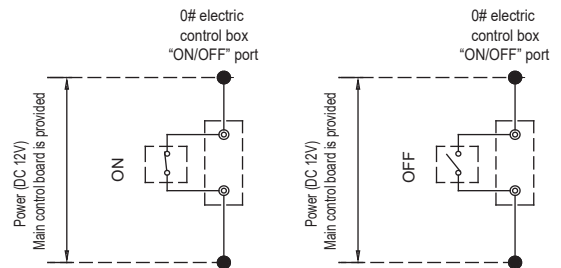 0# electric
control box
“ON/OFF” port
Power (DC 12V)
Main control board is provided
ON
0# electric
control box
“ON/OFF” port
Power (DC 12V)
Main control board is provided
OFF